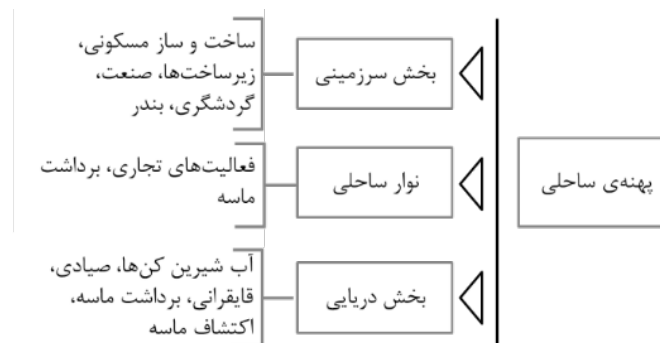 پهنه‌ی ساحلی
بخش سرزمینی
ساخت و ساز مسکونی،
زیرساخت‌ها، صنعت،
گردشگری، بندر
نوار ساحلی
فعالیت‌های تجاری، برداشت
ماسه
بخش دریایی
آب شیرین کن‌ها، صیادی،
قایقرانی، برداشت ماسه،
اکتشاف ماسه